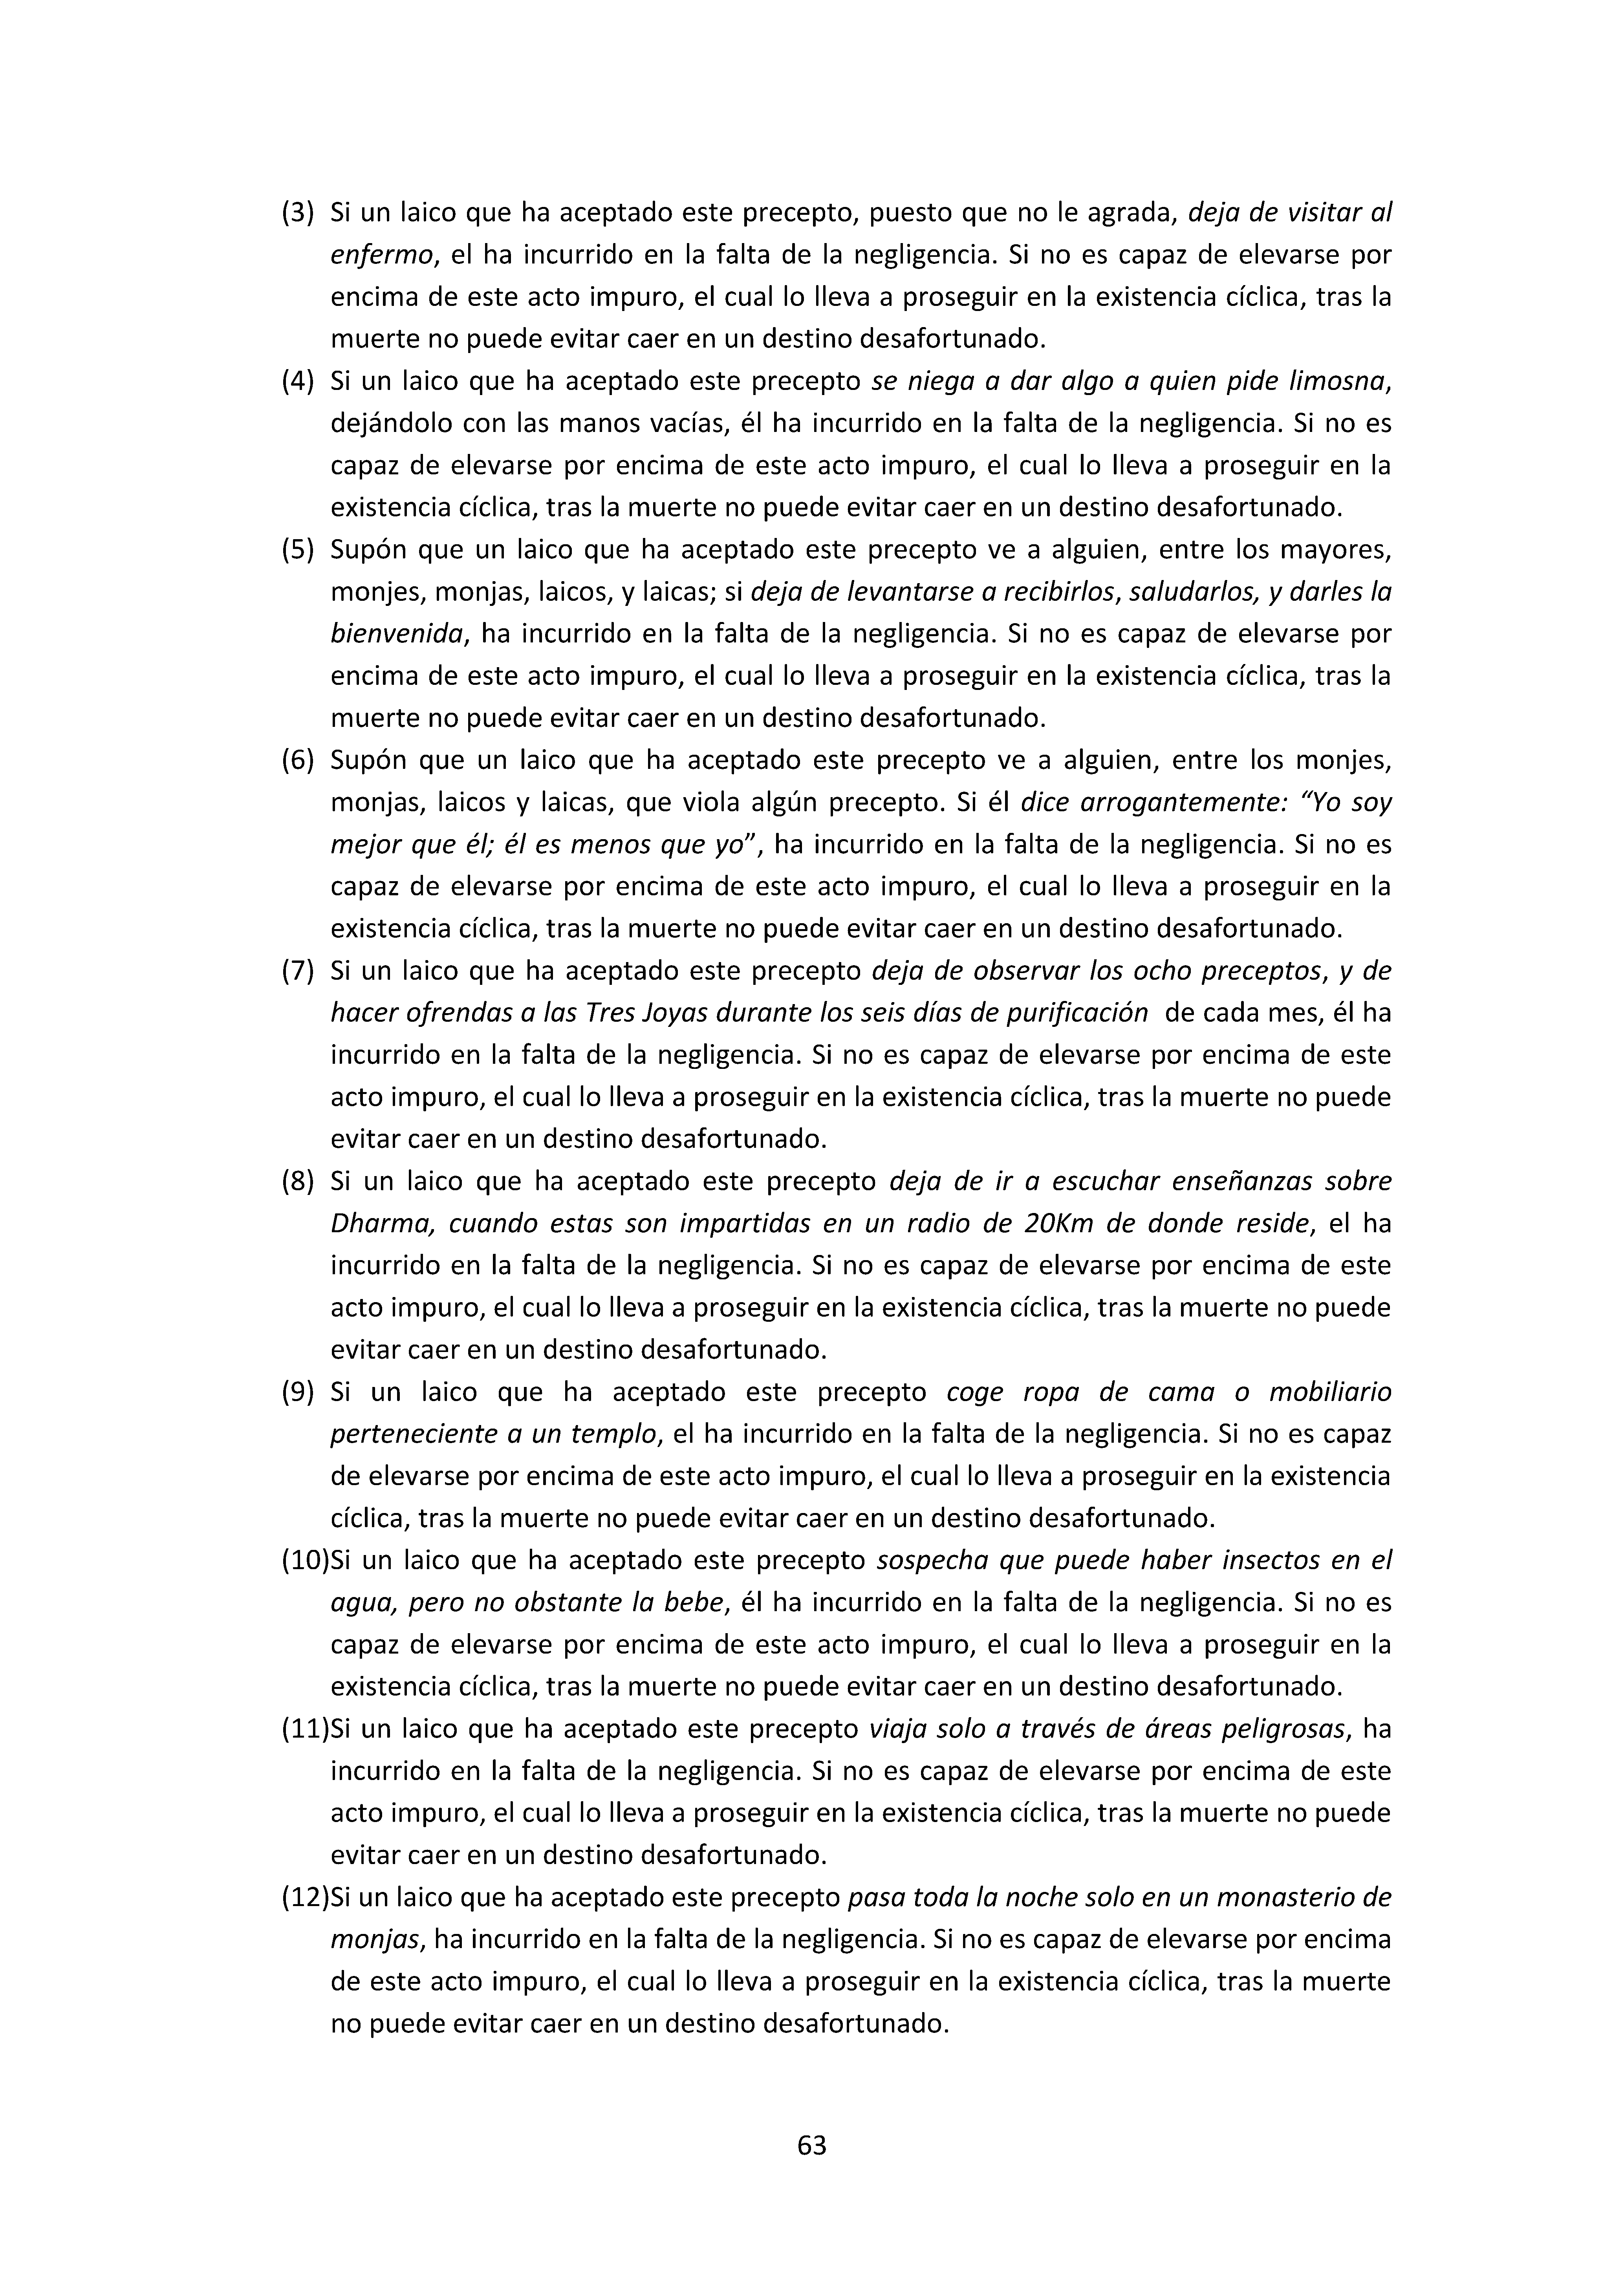 (3) Si un laico que ha aceptado este precepto, puesto que no le agrada, deja de visitar al
enfermo, el ha incurrido en la falta de la negligencia. Si no es capaz de elevarse por
encima de este acto impuro, el cual lo lleva a proseguir en la existencia cíclica, tras la
muerte no puede evitar caer en un destino desafortunado.
(4) Si un laico que ha aceptado este precepto se niega a dar algo a quien pide limosna,
dejándolo con las manos vacías, él ha incurrido en la falta de la negligencia. Si no es
capaz de elevarse por encima de este acto impuro, el cual lo lleva a proseguir en la
existencia cíclica, tras la muerte no puede evitar caer en un destino desafortunado.
(5) Supón que un laico que ha aceptado este precepto ve a alguien, entre los mayores,
monjes, monjas, laicos, y laicas; si deja de levantarse a recibirlos, saludarlos, y darles la
bienvenida, ha incurrido en la falta de la negligencia. Si no es capaz de elevarse por
encima de este acto impuro, el cual lo lleva a proseguir en la existencia cíclica, tras la
muerte no puede evitar caer en un destino desafortunado.
(6) Supón que un laico que ha aceptado este precepto ve a alguien, entre los monjes,
monjas, laicos y laicas, que viola algún precepto. Si él dice arrogantemente: “Yo soy
mejor que él; él es menos que yo”, ha incurrido en la falta de la negligencia. Si no es
capaz de elevarse por encima de este acto impuro, el cual lo lleva a proseguir en la
existencia cíclica, tras la muerte no puede evitar caer en un destino desafortunado.
(7) Si un laico que ha aceptado este precepto deja de observar los ocho preceptos, y de
hacer ofrendas a las Tres Joyas durante los seis días de purificación de cada mes, él ha
incurrido en la falta de la negligencia. Si no es capaz de elevarse por encima de este
acto impuro, el cual lo lleva a proseguir en la existencia cíclica, tras la muerte no puede
evitar caer en un destino desafortunado.
(8) Si un laico que ha aceptado este precepto deja de ir a escuchar enseñanzas sobre
Dharma, cuando estas son impartidas en un radio de 20Km de donde reside, el ha
incurrido en la falta de la negligencia. Si no es capaz de elevarse por encima de este
acto impuro, el cual lo lleva a proseguir en la existencia cíclica, tras la muerte no puede
evitar caer en un destino desafortunado.
(9) Si un laico que ha aceptado este precepto coge ropa de cama o mobiliario
perteneciente a un templo, el ha incurrido en la falta de la negligencia. Si no es capaz
de elevarse por encima de este acto impuro, el cual lo lleva a proseguir en la existencia
cíclica, tras la muerte no puede evitar caer en un destino desafortunado.
(10)Si un laico que ha aceptado este precepto sospecha que puede haber insectos en el
agua, pero no obstante la bebe, él ha incurrido en la falta de la negligencia. Si no es
capaz de elevarse por encima de este acto impuro, el cual lo lleva a proseguir en la
existencia cíclica, tras la muerte no puede evitar caer en un destino desafortunado.
(11)Si un laico que ha aceptado este precepto viaja solo a través de áreas peligrosas, ha
incurrido en la falta de la negligencia. Si no es capaz de elevarse por encima de este
acto impuro, el cual lo lleva a proseguir en la existencia cíclica, tras la muerte no puede
evitar caer en un destino desafortunado.
(12)Si un laico que ha aceptado este precepto pasa toda la noche solo en un monasterio de
monjas, ha incurrido en la falta de la negligencia. Si no es capaz de elevarse por encima
de este acto impuro, el cual lo lleva a proseguir en la existencia cíclica, tras la muerte
no puede evitar caer en un destino desafortunado.
63